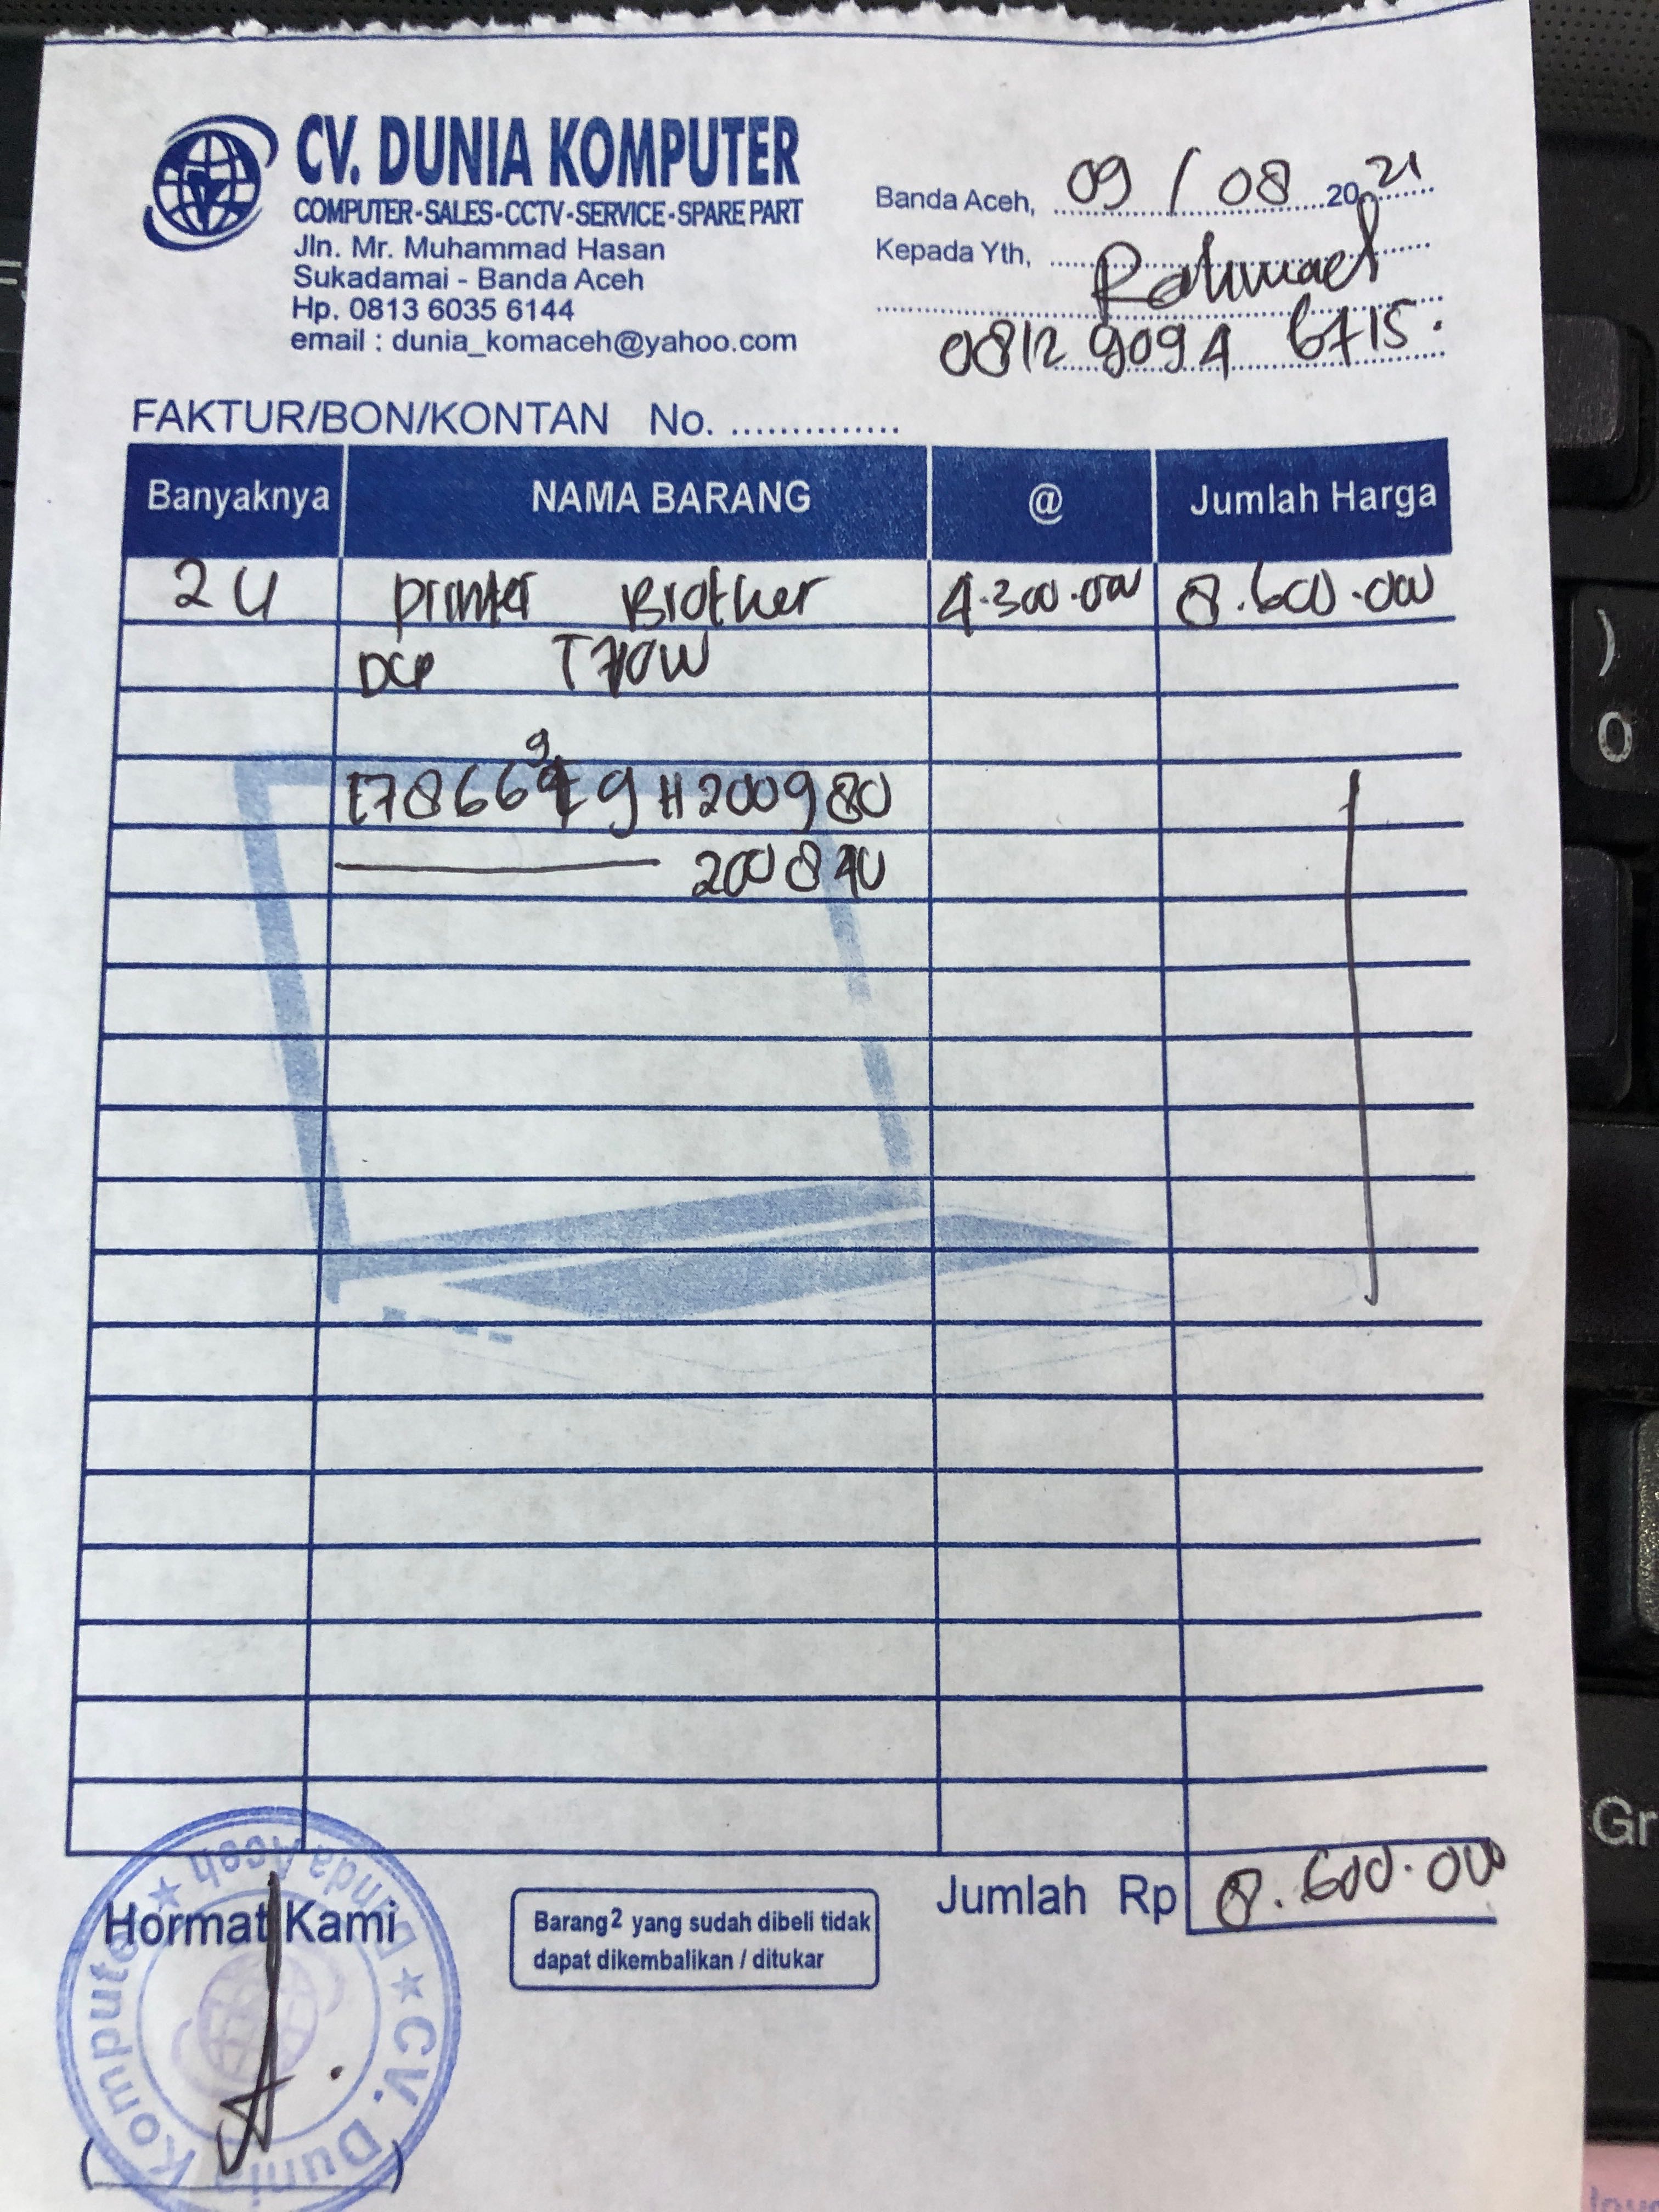 CV. DUNIA KOMPUTER
COMPUTER-SALES-CCTV-SERVICE-SPARE PART
Jln. Mr. Muhammad Hasan
Sukadamai - Banda Aceh
Hp. 0813 6035 6144
email : dunia_komaceh@yahoo.com
Banda Aceh, 09 / 08 2021
Kepada Yth,
0812 9094 6715.
FAKTUR/BON/KONTAN No. ..............
Banyaknya NAMA BARANG @ Jumlah Harga
2 U Printer Brother 4.300.000 8.600.000
DCP
H200980
Jumlah Rp 8.600.000
Hormat Kami
Barang2 yang sudah dibeli tidak
dapat dikembalikan / ditukar
CV. Dunia Komputer ★ Banda Aceh ★